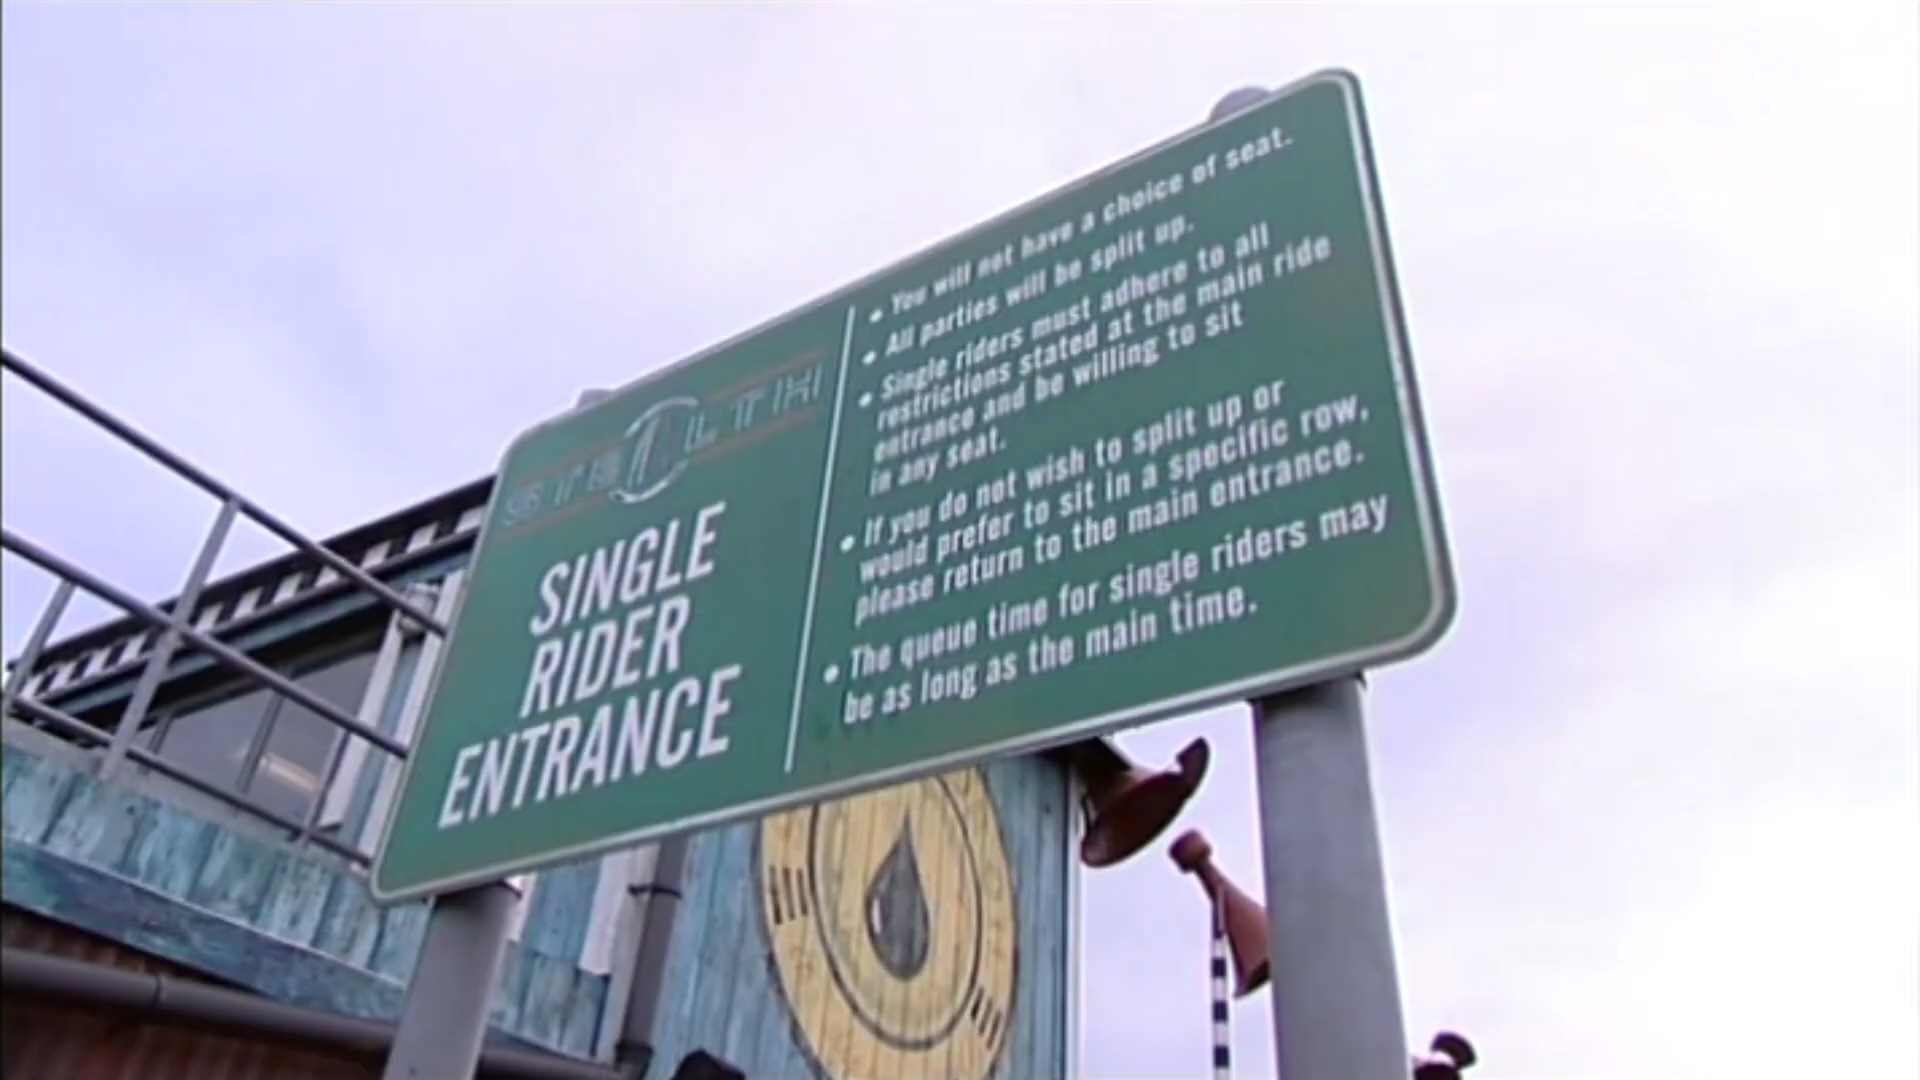 SINGLE
RIDER
ENTRANCE
• You will not have a choice of seat.
• All parties will be split up.
• Single riders must adhere to all
restrictions stated at the main ride
entrance and be willing to sit
in any seat.
• If you do not wish to split up or
would prefer to sit in a specific row,
please return to the main entrance.
• The queue time for single riders may
be as long as the main time.